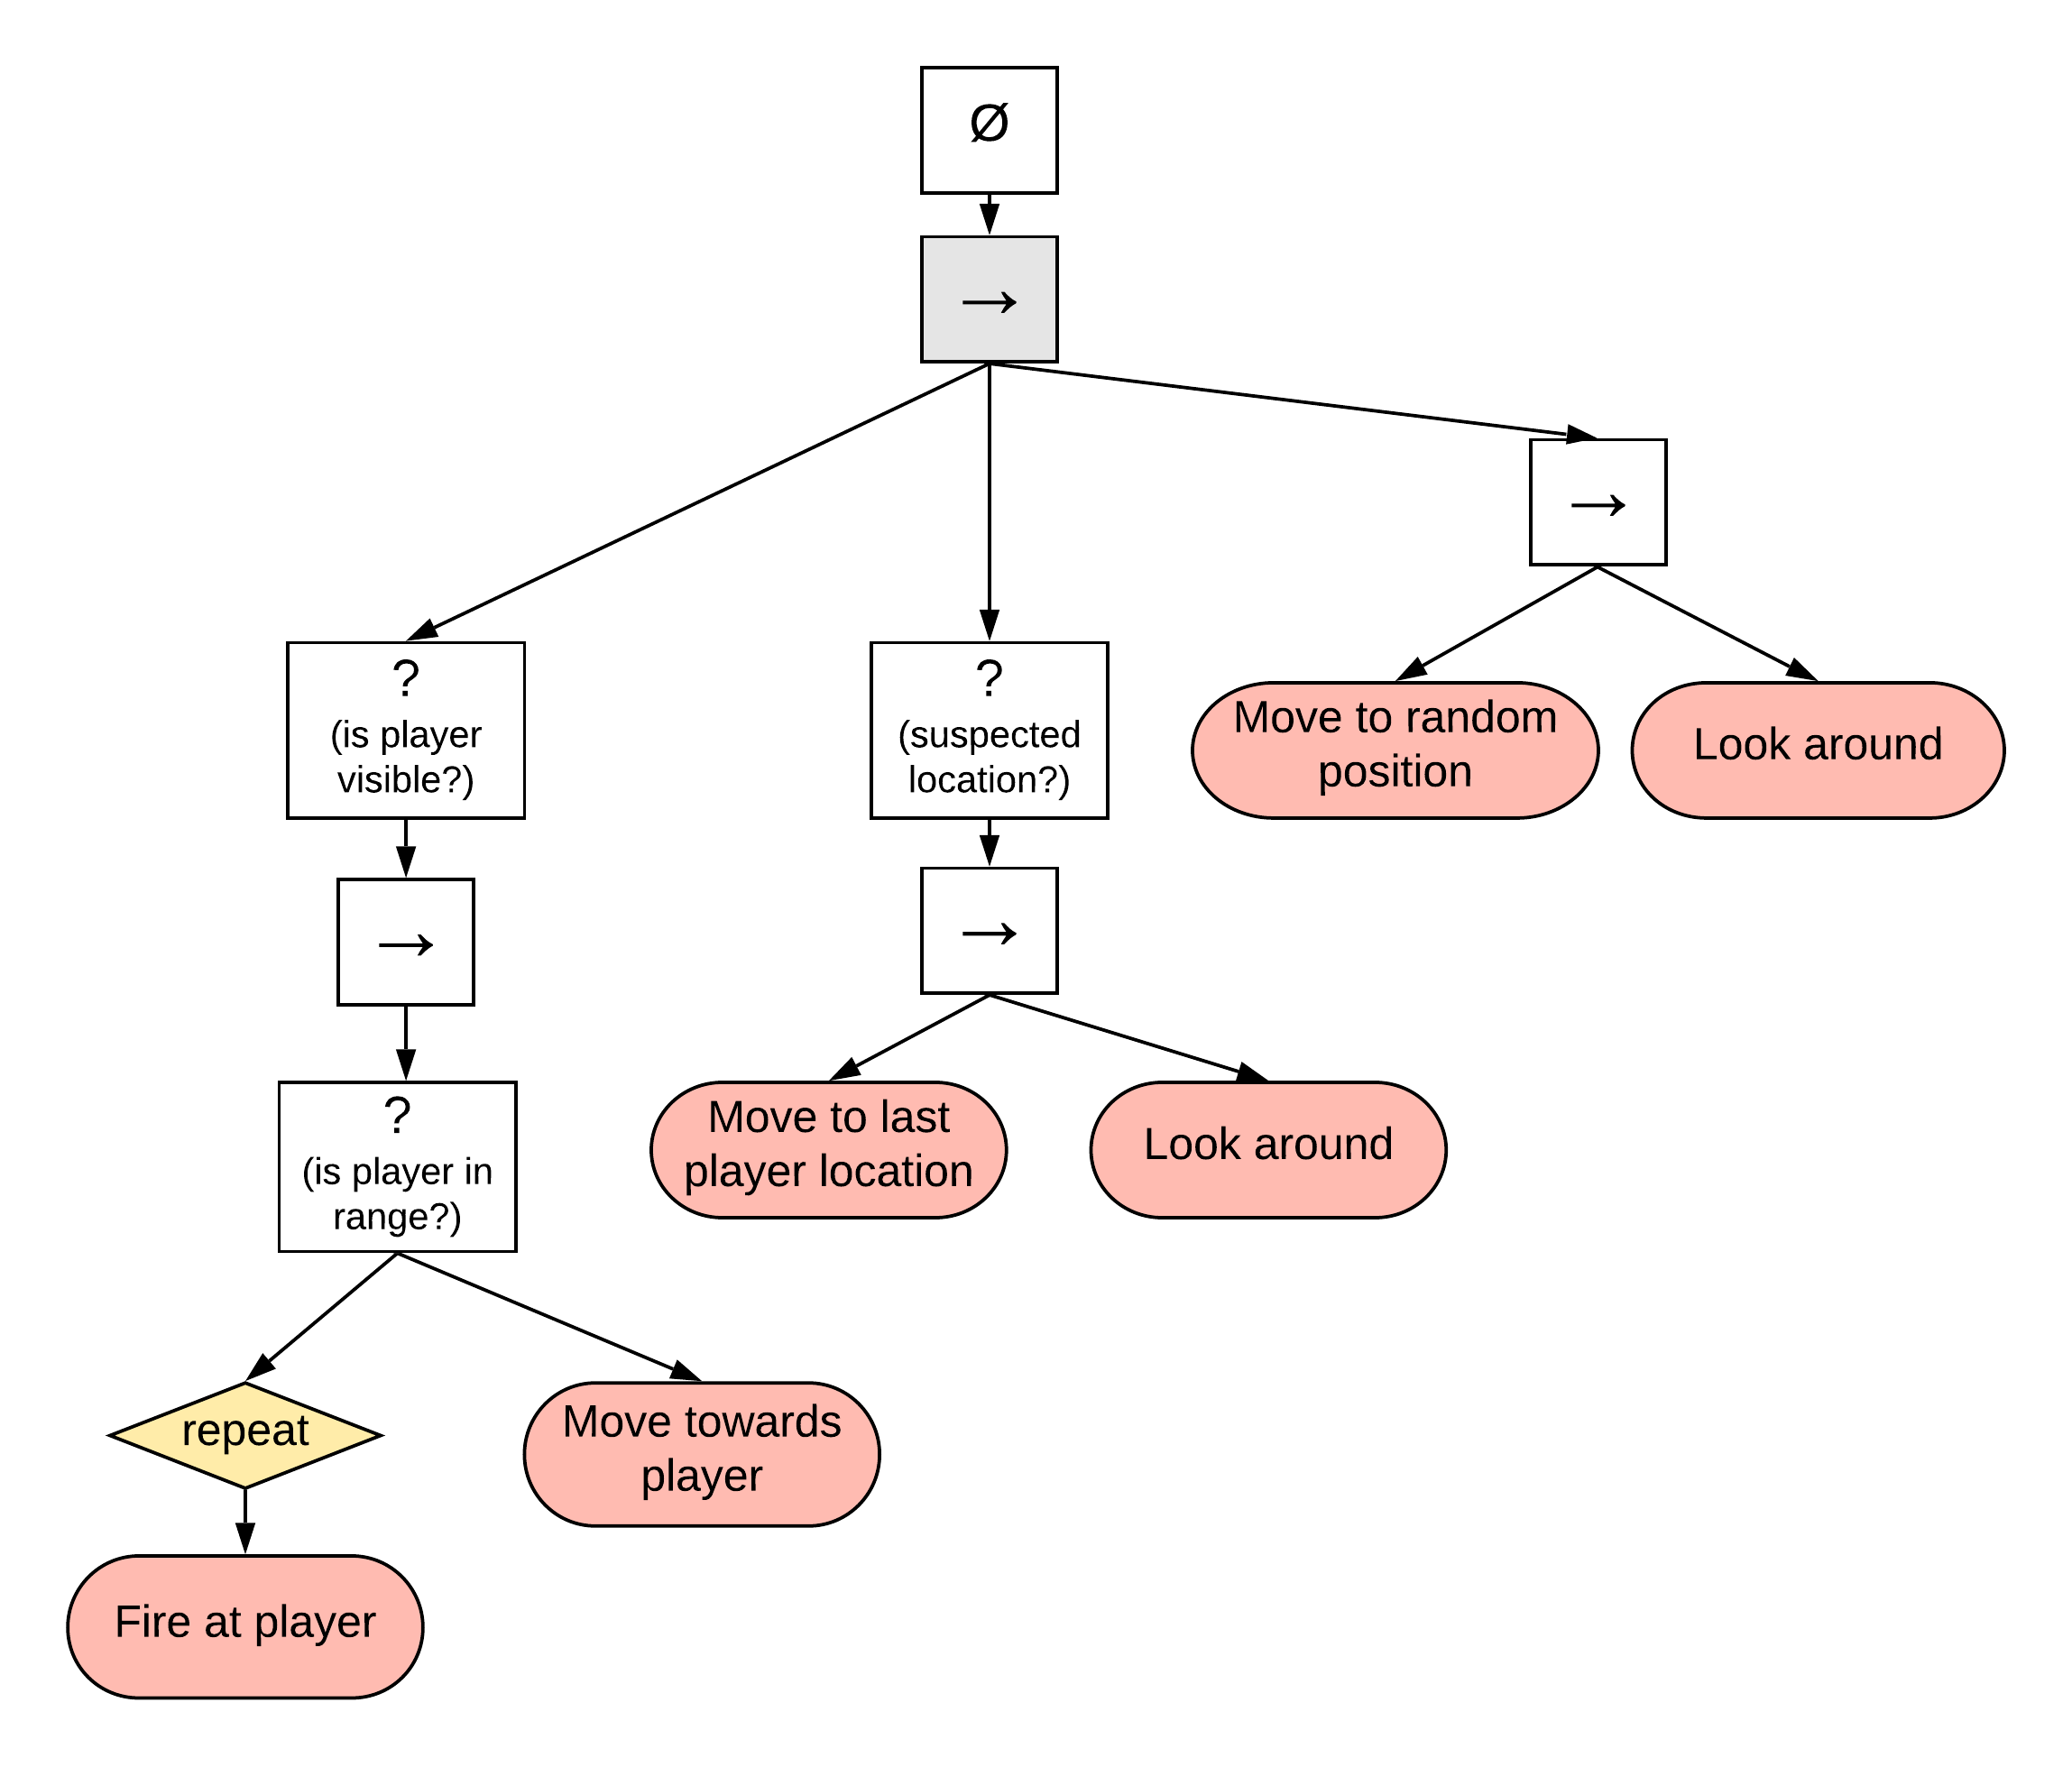 Ø
→
→
?
(is player
visible?)
?
(suspected
location?)
Move to random
position
Look around
→
→
?
(is player in
range?)
Move to last
player location
Look around
repeat
Move towards
player
Fire at player